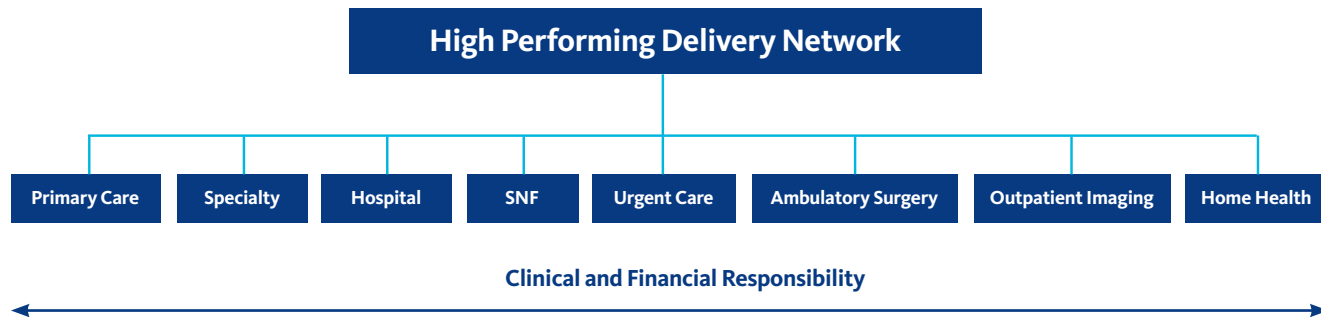 High Performing Delivery Network
Primary Care
Specialty
Hospital
SNF
Urgent Care
Ambulatory Surgery
Outpatient Imaging
Home Health
Clinical and Financial Responsibility